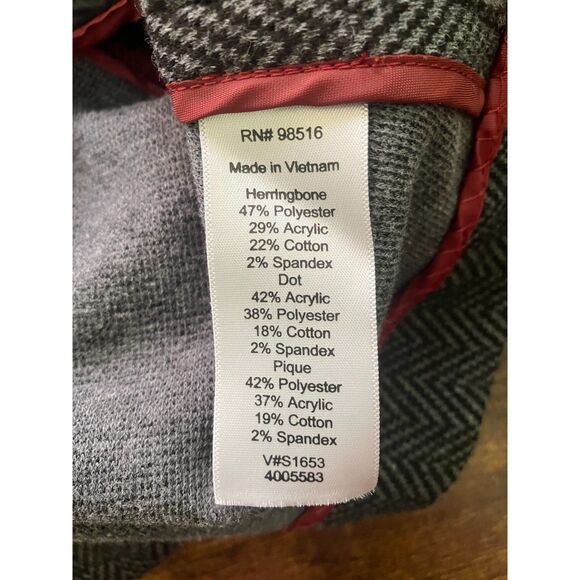 RN# 98516
Made in Vietnam
Herringbone
47% Polyester
29% Acrylic
22% Cotton
2% Spandex
Dot
42% Acrylic
38% Polyester
18% Cotton
2% Spandex
Pique
42% Polyester
37% Acrylic
19% Cotton
2% Spandex
V#S1653
4005583